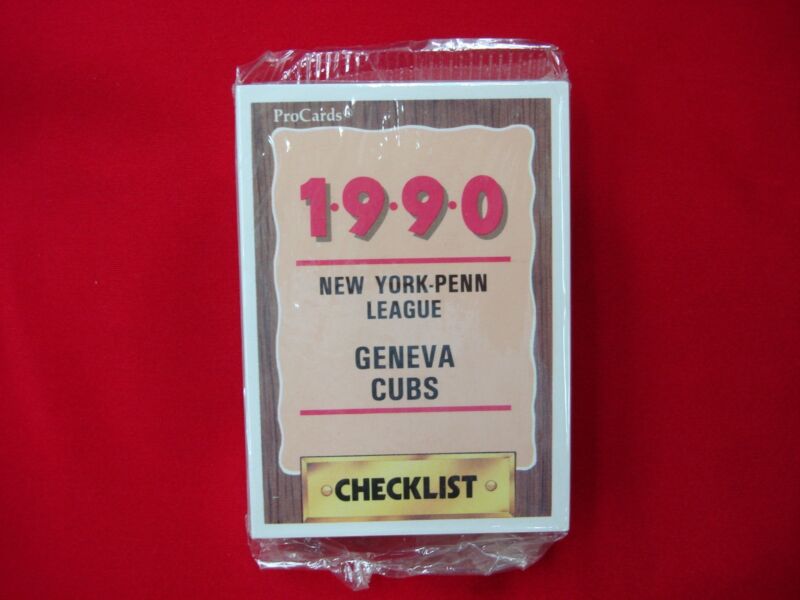 ProCards®
1·9·9·0
NEW YORK-PENN
LEAGUE
GENEVA
CUBS
CHECKLIST